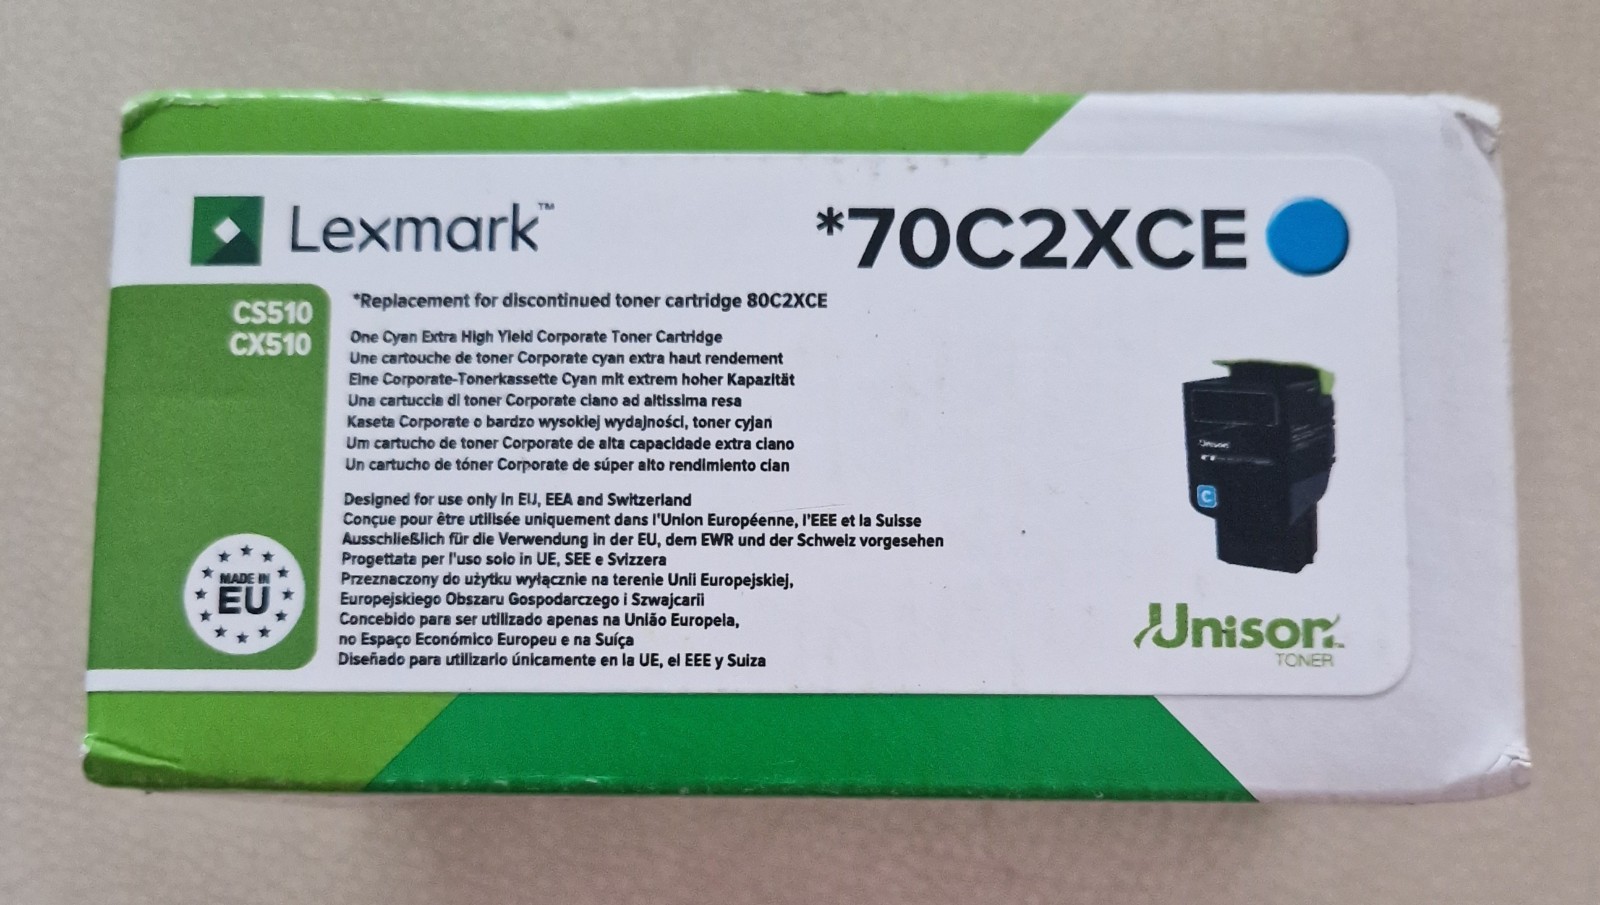 Lexmark™
*70C2XCE
CS510
CX510
*Replacement for discontinued toner cartridge 80C2XCE
One Cyan Extra High Yield Corporate Toner Cartridge
Une cartouche de toner Corporate cyan extra haut rendement
Eine Corporate-Tonerkassette Cyan mit extrem hoher Kapazität
Una cartuccia di toner Corporate ciano ad altissima resa
Kaseta Corporate o bardzo wysokiej wydajności, toner cyjan
Um cartucho de toner Corporate de alta capacidade extra ciano
Un cartucho de tóner Corporate de súper alto rendimiento cian
Designed for use only in EU, EEA and Switzerland
Conçue pour être utilisée uniquement dans l'Union Européenne, l'EEE et la Suisse
Ausschließlich für die Verwendung in der EU, dem EWR und der Schweiz vorgesehen
Progettata per l'uso solo in UE, SEE e Svizzera
Przeznaczony do użytku wyłącznie na terenie Unii Europejskiej,
Europejskiego Obszaru Gospodarczego i Szwajcarii
Concebido para ser utilizado apenas na União Europeia,
no Espaço Económico Europeu e na Suíça
Diseñado para utilizarlo únicamente en la UE, el EEE y Suiza
MADE IN
EU
Unison
C
Unison™
TONER